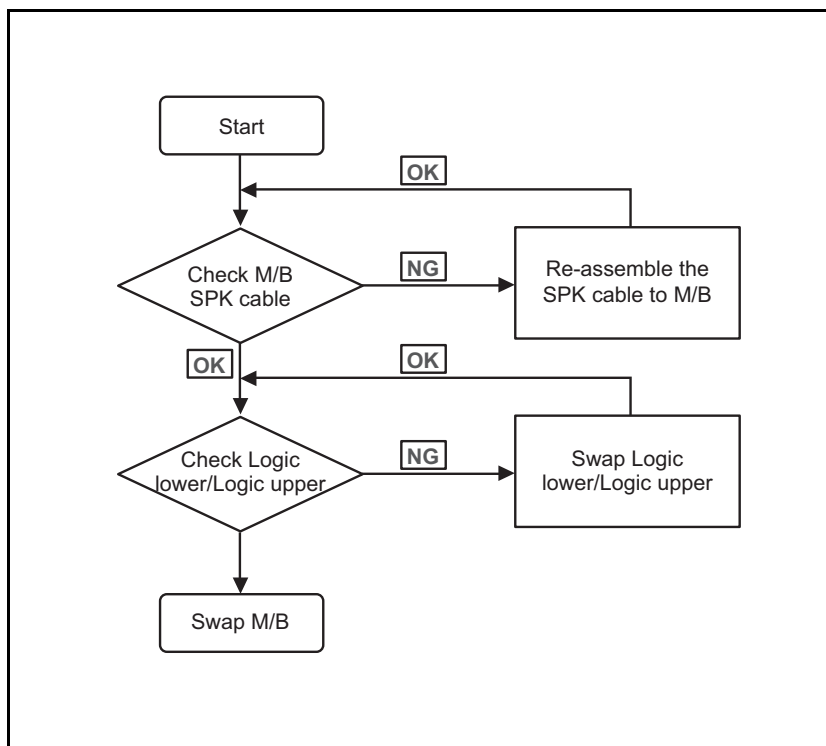 Start
OK
Check M/B
SPK cable
NG
Re-assemble the
SPK cable to M/B
OK
OK
Check Logic
lower/Logic upper
NG
Swap Logic
lower/Logic upper
Swap M/B